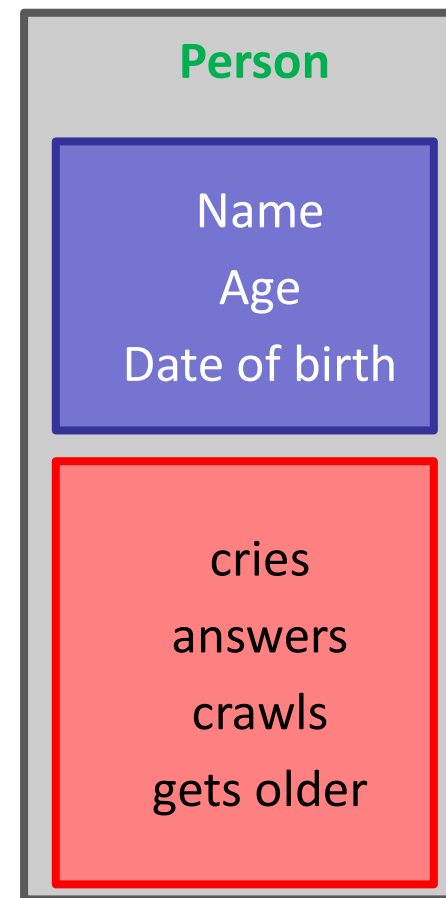 Person
Name
Age
Date of birth
cries
answers
crawls
gets older